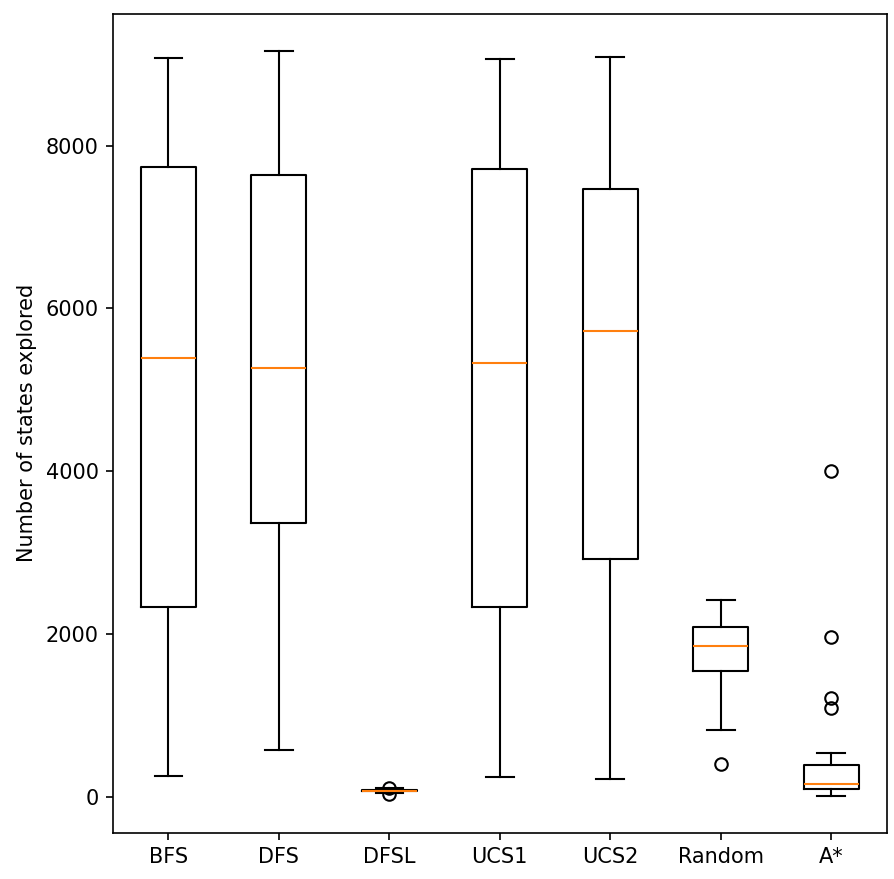 Number of states explored
8000
6000
4000
2000
0
BFS DFS DFSL UCS1 UCS2 Random A*